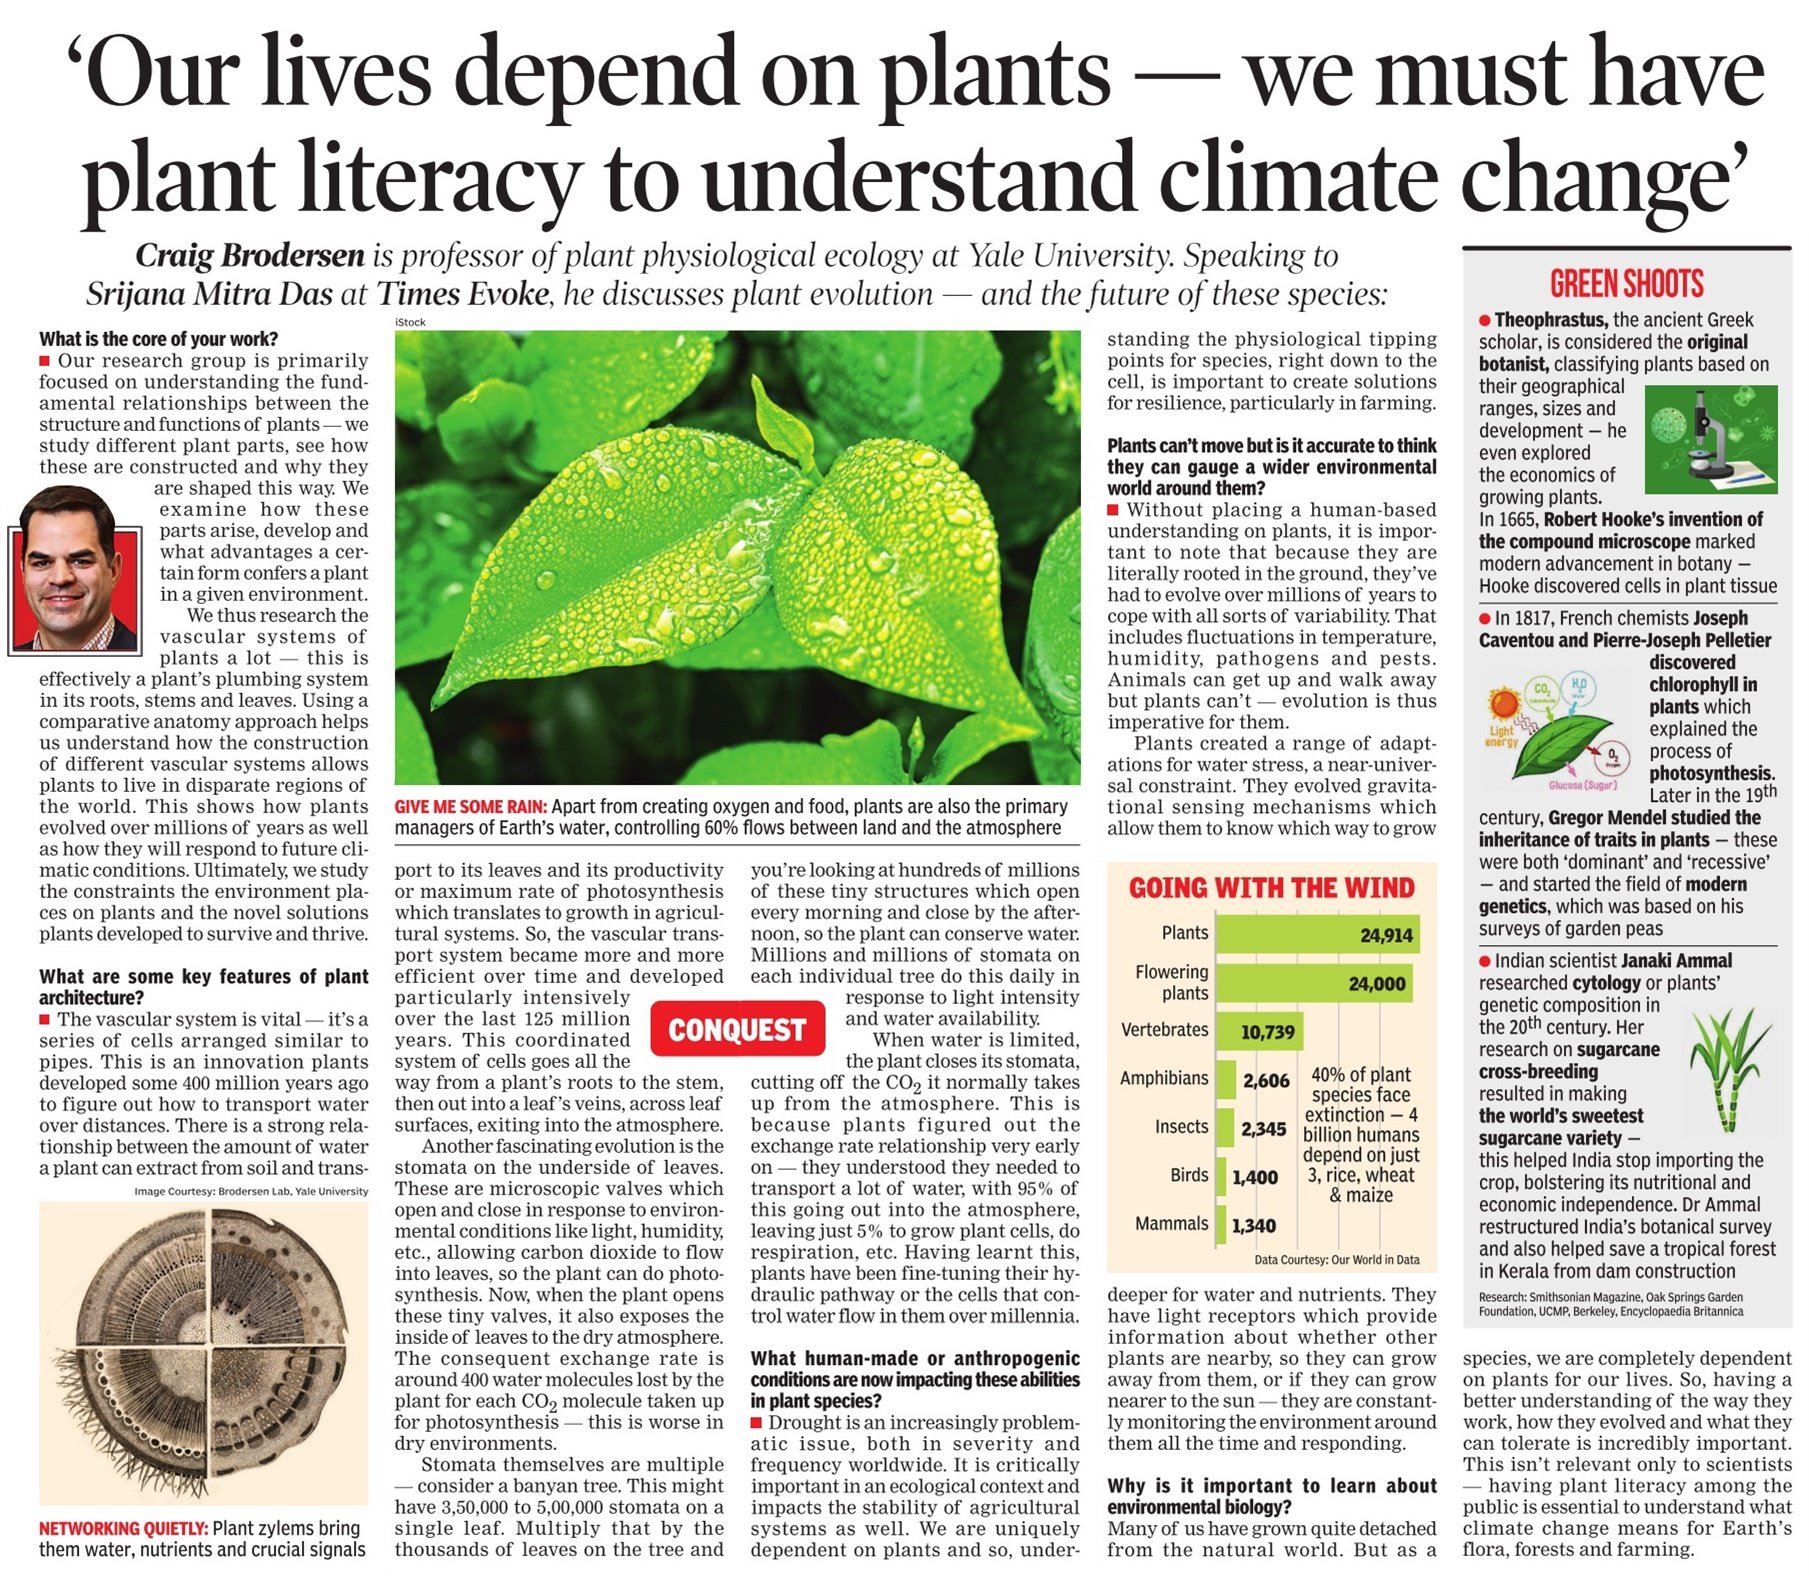 ‘Our lives depend on plants — we must have
plant literacy to understand climate change’
Craig Brodersen is professor of plant physiological ecology at Yale University. Speaking to
Srijana Mitra Das at Times Evoke, he discusses plant evolution — and the future of these species:
What is the core of your work?
■ Our research group is primarily
focused on understanding the fund-
amental relationships between the
structure and functions of plants — we
study different plant parts, see how
these are constructed and why they
are shaped this way. We
examine how these
parts arise, develop and
what advantages a cer-
tain form confers a plant
in a given environment.
We thus research the
vascular systems of
plants a lot — this is
effectively a plant’s plumbing system
in its roots, stems and leaves. Using a
comparative anatomy approach helps
us understand how the construction
of different vascular systems allows
plants to live in disparate regions of
the world. This shows how plants
evolved over millions of years as well
as how they will respond to future cli-
matic conditions. Ultimately, we study
the constraints the environment pla-
ces on plants and the novel solutions
plants developed to survive and thrive.
What are some key features of plant
architecture?
■ The vascular system is vital — it’s a
series of cells arranged similar to
pipes. This is an innovation plants
developed some 400 million years ago
to figure out how to transport water
over distances. There is a strong rela-
tionship between the amount of water
a plant can extract from soil and trans-
Image Courtesy: Brodersen Lab, Yale University
NETWORKING QUIETLY: Plant zylems bring
them water, nutrients and crucial signals
iStock
GIVE ME SOME RAIN: Apart from creating oxygen and food, plants are also the primary
managers of Earth’s water, controlling 60% flows between land and the atmosphere
port to its leaves and its productivity
or maximum rate of photosynthesis
which translates to growth in agricul-
tural systems. So, the vascular trans-
port system became more and more
efficient over time and developed
particularly intensively
over the last 125 million
years. This coordinated
system of cells goes all the
way from a plant’s roots to the stem,
then out into a leaf’s veins, across leaf
surfaces, exiting into the atmosphere.
Another fascinating evolution is the
stomata on the underside of leaves.
These are microscopic valves which
open and close in response to environ-
mental conditions like light, humidity,
etc., allowing carbon dioxide to flow
into leaves, so the plant can do photo-
synthesis. Now, when the plant opens
these tiny valves, it also exposes the
inside of leaves to the dry atmosphere.
The consequent exchange rate is
around 400 water molecules lost by the
plant for each CO2 molecule taken up
for photosynthesis — this is worse in
dry environments.
Stomata themselves are multiple
— consider a banyan tree. This might
have 3,50,000 to 5,00,000 stomata on a
single leaf. Multiply that by the
thousands of leaves on the tree and
CONQUEST
you’re looking at hundreds of millions
of these tiny structures which open
every morning and close by the after-
noon, so the plant can conserve water.
Millions and millions of stomata on
each individual tree do this daily in
response to light intensity
and water availability.
When water is limited,
the plant closes its stomata,
cutting off the CO2 it normally takes
up from the atmosphere. This is
because plants figured out the
exchange rate relationship very early
on — they understood they needed to
transport a lot of water, with 95% of
this going out into the atmosphere,
leaving just 5% to grow plant cells, do
respiration, etc. Having learnt this,
plants have been fine-tuning their hy-
draulic pathway or the cells that con-
trol water flow in them over millennia.
What human-made or anthropogenic
conditions are now impacting these abilities
in plant species?
■ Drought is an increasingly problem-
atic issue, both in severity and
frequency worldwide. It is critically
important in an ecological context and
impacts the stability of agricultural
systems as well. We are uniquely
dependent on plants and so, under-
standing the physiological tipping
points for species, right down to the
cell, is important to create solutions
for resilience, particularly in farming.
Plants can’t move but is it accurate to think
they can gauge a wider environmental
world around them?
■ Without placing a human-based
understanding on plants, it is impor-
tant to note that because they are
literally rooted in the ground, they’ve
had to evolve over millions of years to
cope with all sorts of variability. That
includes fluctuations in temperature,
humidity, pathogens and pests.
Animals can get up and walk away
but plants can’t — evolution is thus
imperative for them.
Plants created a range of adapt-
ations for water stress, a near-univer-
sal constraint. They evolved gravita-
tional sensing mechanisms which
allow them to know which way to grow
GOING WITH THE WIND
Plants 24,914
Flowering
plants 24,000
Vertebrates 10,739
Amphibians 2,606
Insects 2,345
Birds 1,400
Mammals 1,340
40% of plant
species face
extinction — 4
billion humans
depend on just
3, rice, wheat
& maize
Data Courtesy: Our World in Data
deeper for water and nutrients. They
have light receptors which provide
information about whether other
plants are nearby, so they can grow
away from them, or if they can grow
nearer to the sun — they are constant-
ly monitoring the environment around
them all the time and responding.
Why is it important to learn about
environmental biology?
Many of us have grown quite detached
from the natural world. But as a
GREEN SHOOTS
● Theophrastus, the ancient Greek
scholar, is considered the original
botanist, classifying plants based on
their geographical
ranges, sizes and
development — he
even explored
the economics of
growing plants.
In 1665, Robert Hooke’s invention of
the compound microscope marked
modern advancement in botany —
Hooke discovered cells in plant tissue
● In 1817, French chemists Joseph
Caventou and Pierre-Joseph Pelletier
discovered
chlorophyll in
plants which
explained the
process of
photosynthesis.
Later in the 19th
CO2
H2O
Water
Light
energy
O2
Oxygen
Glucose (Sugar)
century, Gregor Mendel studied the
inheritance of traits in plants — these
were both ‘dominant’ and ‘recessive’
— and started the field of modern
genetics, which was based on his
surveys of garden peas
● Indian scientist Janaki Ammal
researched cytology or plants’
genetic composition in
the 20th century. Her
research on sugarcane
cross-breeding
resulted in making
the world’s sweetest
sugarcane variety —
this helped India stop importing the
crop, bolstering its nutritional and
economic independence. Dr Ammal
restructured India’s botanical survey
and also helped save a tropical forest
in Kerala from dam construction
Research: Smithsonian Magazine, Oak Springs Garden
Foundation, UCMP, Berkeley, Encyclopaedia Britannica
species, we are completely dependent
on plants for our lives. So, having a
better understanding of the way they
work, how they evolved and what they
can tolerate is incredibly important.
This isn’t relevant only to scientists
— having plant literacy among the
public is essential to understand what
climate change means for Earth’s
flora, forests and farming.